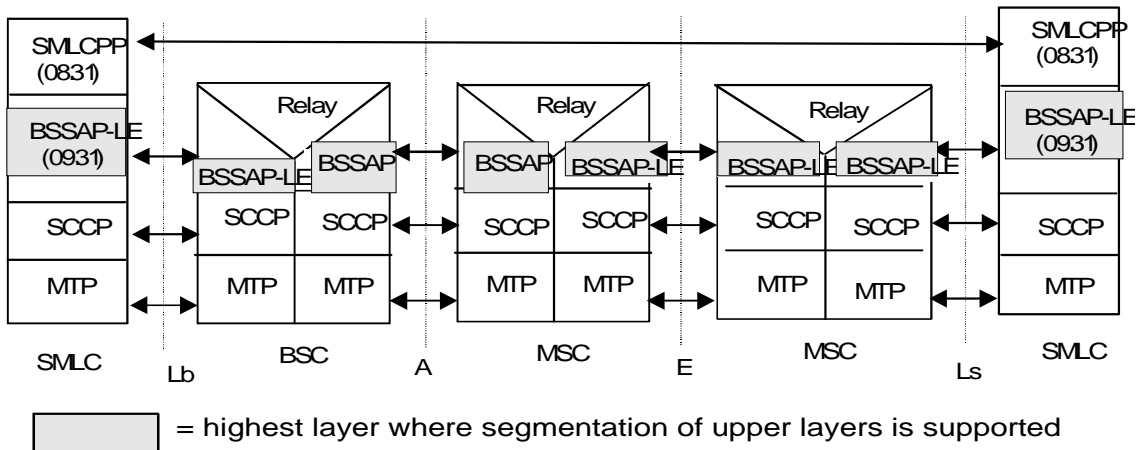 SMLCPP
(0831)
BSSAP-LE
(0931)
SCCP
MTP
SMLC
Lb
Relay
BSSAP-LE
BSSAP
SCCP
SCCP
MTP
MTP
BSC
A
Relay
BSSAP
BSSAP-LE
SCCP
SCCP
MTP
MTP
MSC
E
Relay
BSSAP-LE
BSSAP-LE
SCCP
SCCP
MTP
MTP
MSC
Ls
SMLCPP
(0831)
BSSAP-LE
(0931)
SCCP
MTP
SMLC
= highest layer where segmentation of upper layers is supported